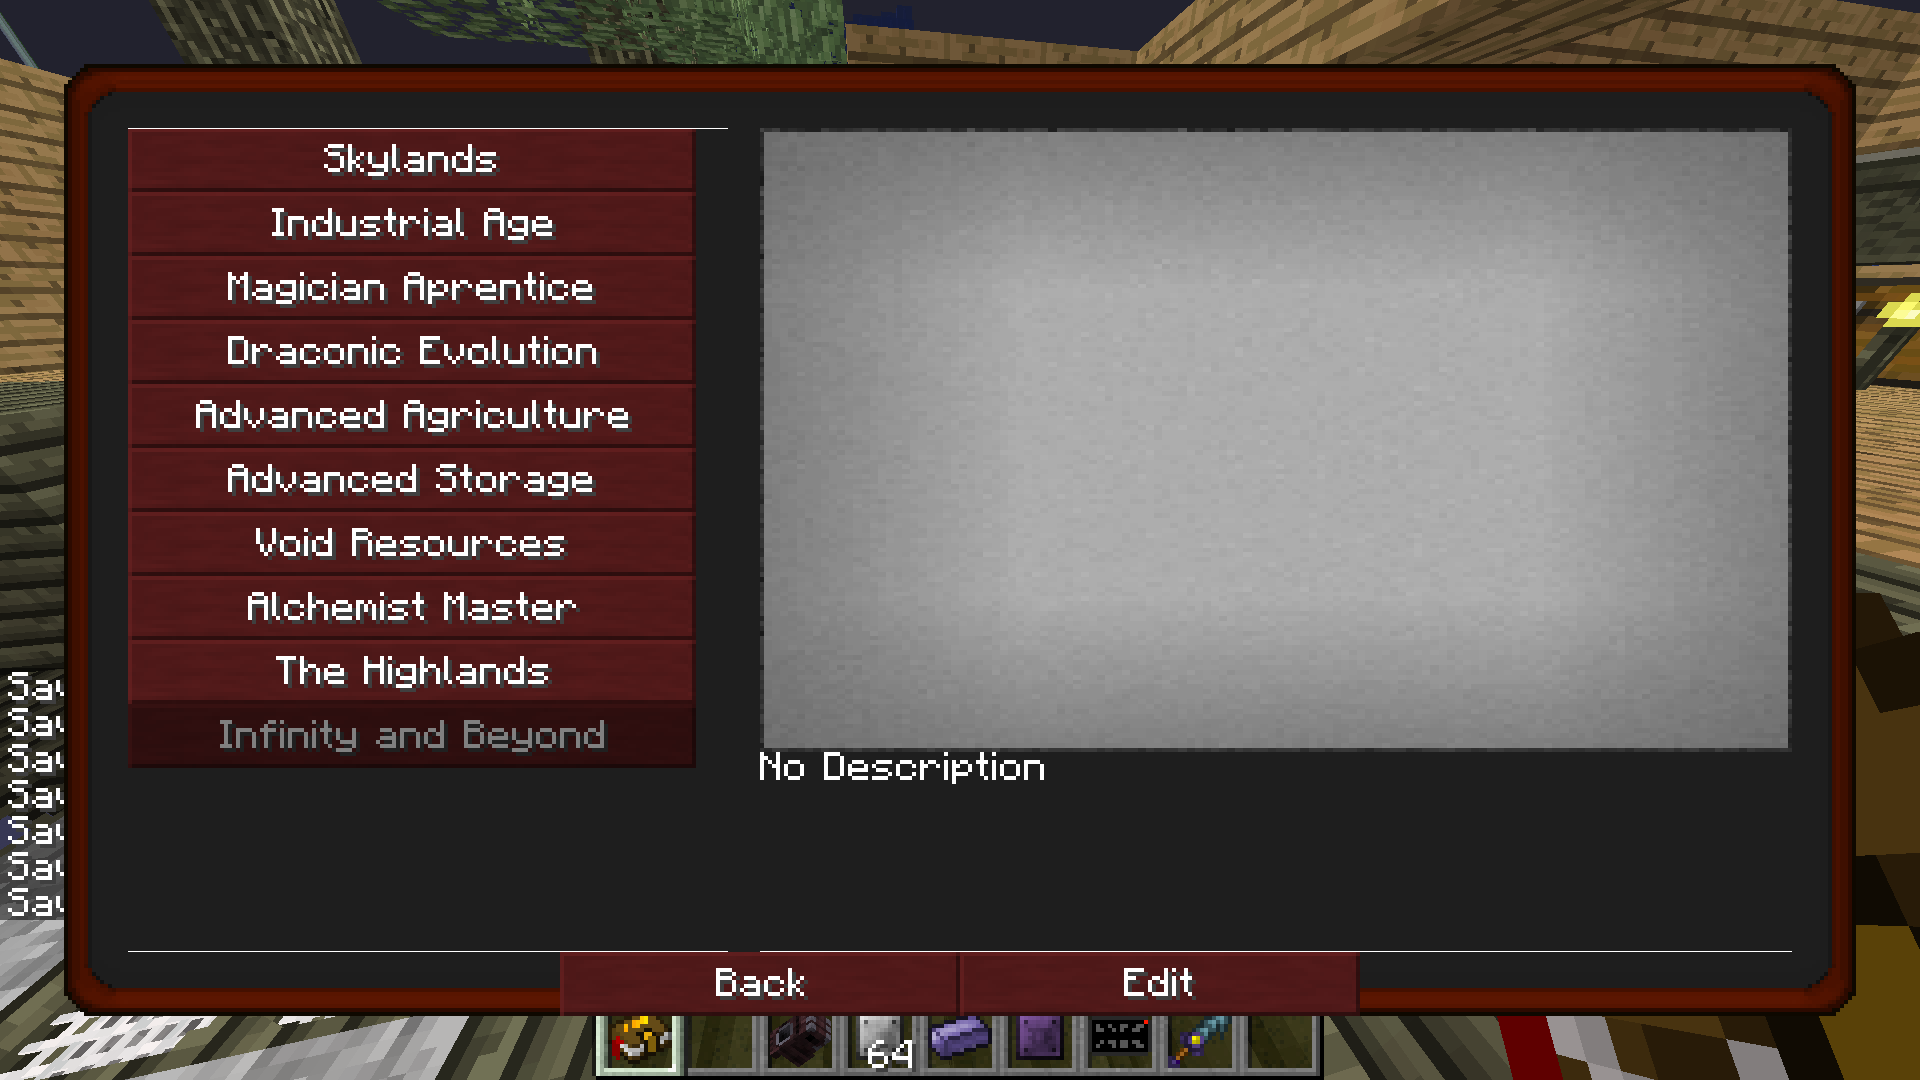 Skylands
Industrial Age
Magician Aprentice
Draconic Evolution
Advanced Agriculture
Advanced Storage
Void Resources
Alchemist Master
The Highlands
Infinity and Beyond
No Description
Back
Edit
64